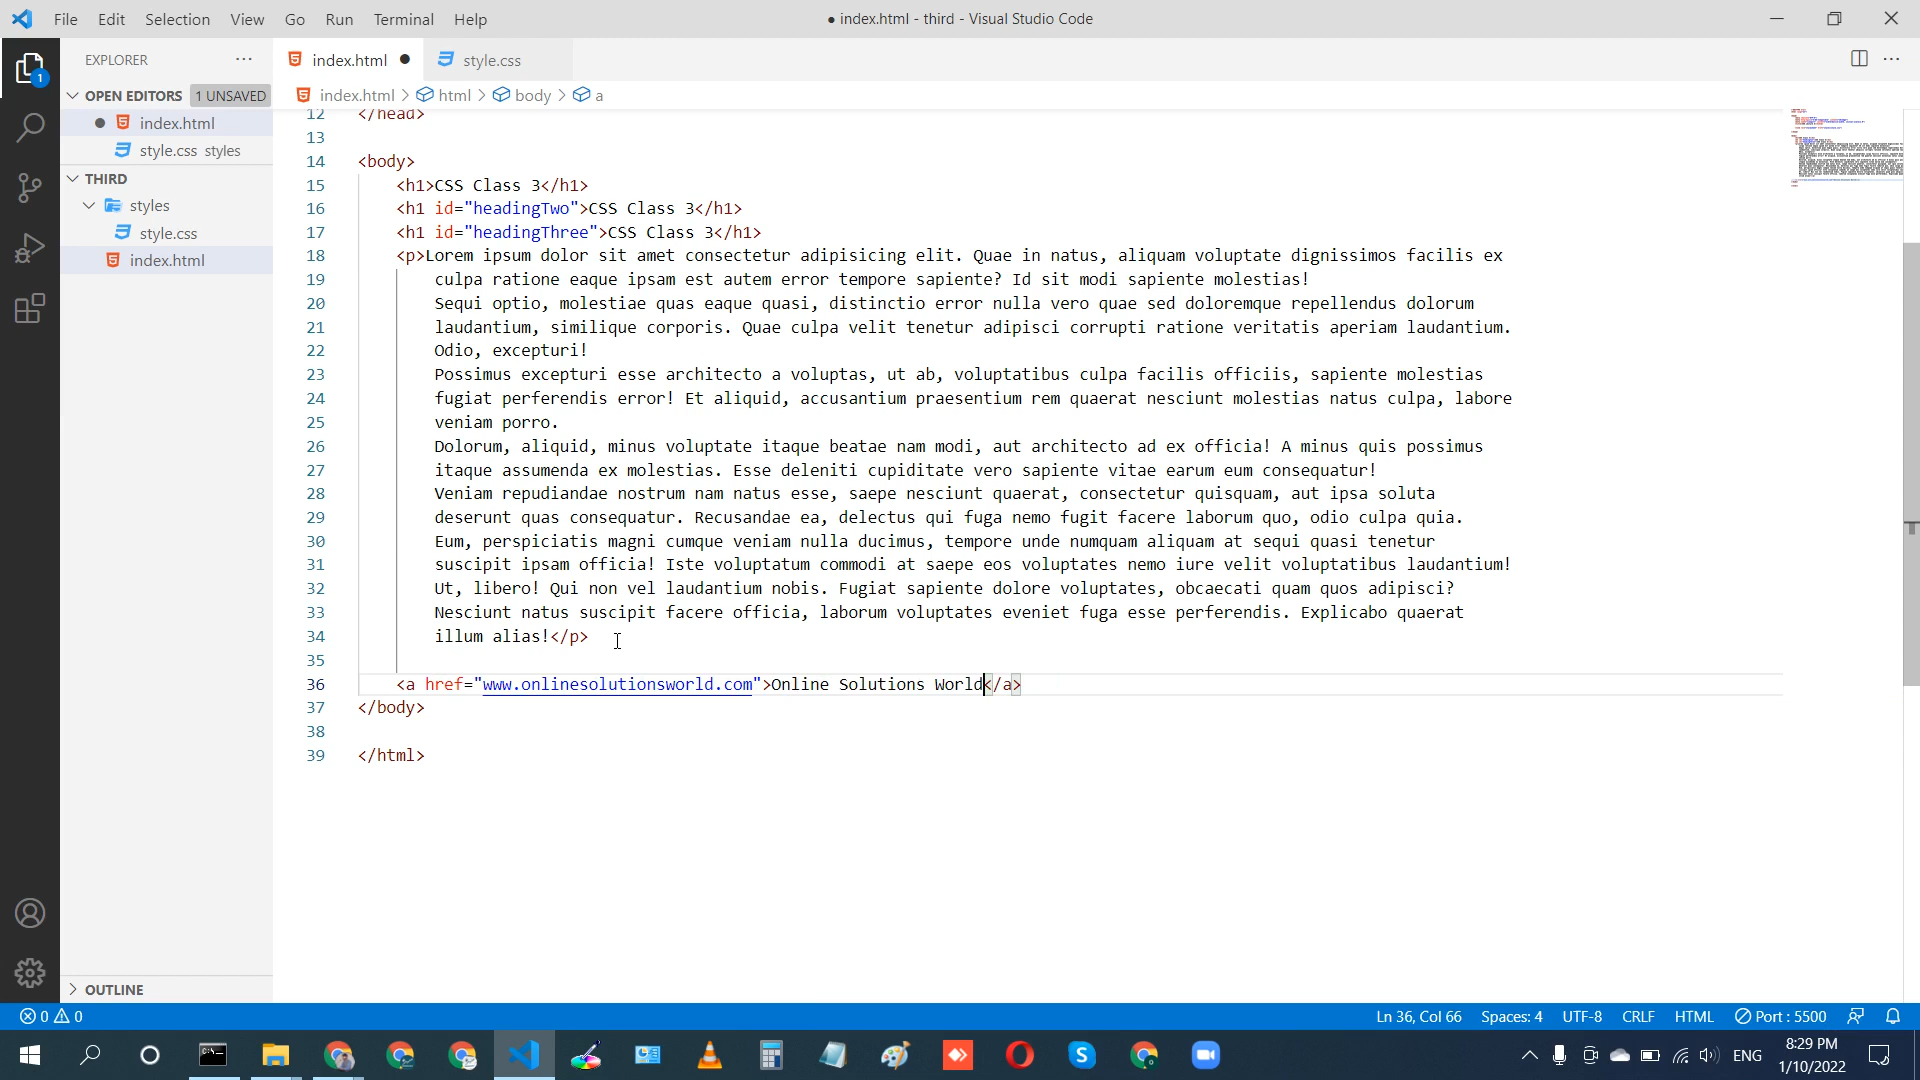 File Edit Selection View Go Run Terminal Help
● index.html - third - Visual Studio Code
EXPLORER
index.html
style.css
OPEN EDITORS 1 UNSAVED
index.html > html > body > a
index.html
style.css styles
THIRD
styles
style.css
index.html
12 </head>
13
14 <body>
15 <h1>CSS Class 3</h1>
16 <h1 id="headingTwo">CSS Class 3</h1>
17 <h1 id="headingThree">CSS Class 3</h1>
18 <p>Lorem ipsum dolor sit amet consectetur adipisicing elit. Quae in natus, aliquam voluptate dignissimos facilis ex
19 culpa ratione eaque ipsam est autem error tempore sapiente? Id sit modi sapiente molestias!
20 Sequi optio, molestiae quas eaque quasi, distinctio error nulla vero quae sed doloremque repellendus dolorum
21 laudantium, similique corporis. Quae culpa velit tenetur adipisci corrupti ratione veritatis aperiam laudantium.
22 Odio, excepturi!
23 Possimus excepturi esse architecto a voluptas, ut ab, voluptatibus culpa facilis officiis, sapiente molestias
24 fugiat perferendis error! Et aliquid, accusantium praesentium rem quaerat nesciunt molestias natus culpa, labore
25 veniam porro.
26 Dolorum, aliquid, minus voluptate itaque beatae nam modi, aut architecto ad ex officia! A minus quis possimus
27 itaque assumenda ex molestias. Esse deleniti cupiditate vero sapiente vitae earum eum consequatur!
28 Veniam repudiandae nostrum nam natus esse, saepe nesciunt quaerat, consectetur quisquam, aut ipsa soluta
29 deserunt quas consequatur. Recusandae ea, delectus qui fuga nemo fugit facere laborum quo, odio culpa quia.
30 Eum, perspiciatis magni cumque veniam nulla ducimus, tempore unde numquam aliquam at sequi quasi tenetur
31 suscipit ipsam officia! Iste voluptatum commodi at saepe eos voluptates nemo iure velit voluptatibus laudantium!
32 Ut, libero! Qui non vel laudantium nobis. Fugiat sapiente dolore voluptates, obcaecati quam quos adipisci?
33 Nesciunt natus suscipit facere officia, laborum voluptates eveniet fuga esse perferendis. Explicabo quaerat
34 illum alias!</p>
35
36 <a href="www.onlinesolutionsworld.com">Online Solutions World</a>
37 </body>
38
39 </html>
OUTLINE
0 0
Ln 36, Col 66 Spaces: 4 UTF-8 CRLF HTML Port : 5500
ENG
8:29 PM
1/10/2022